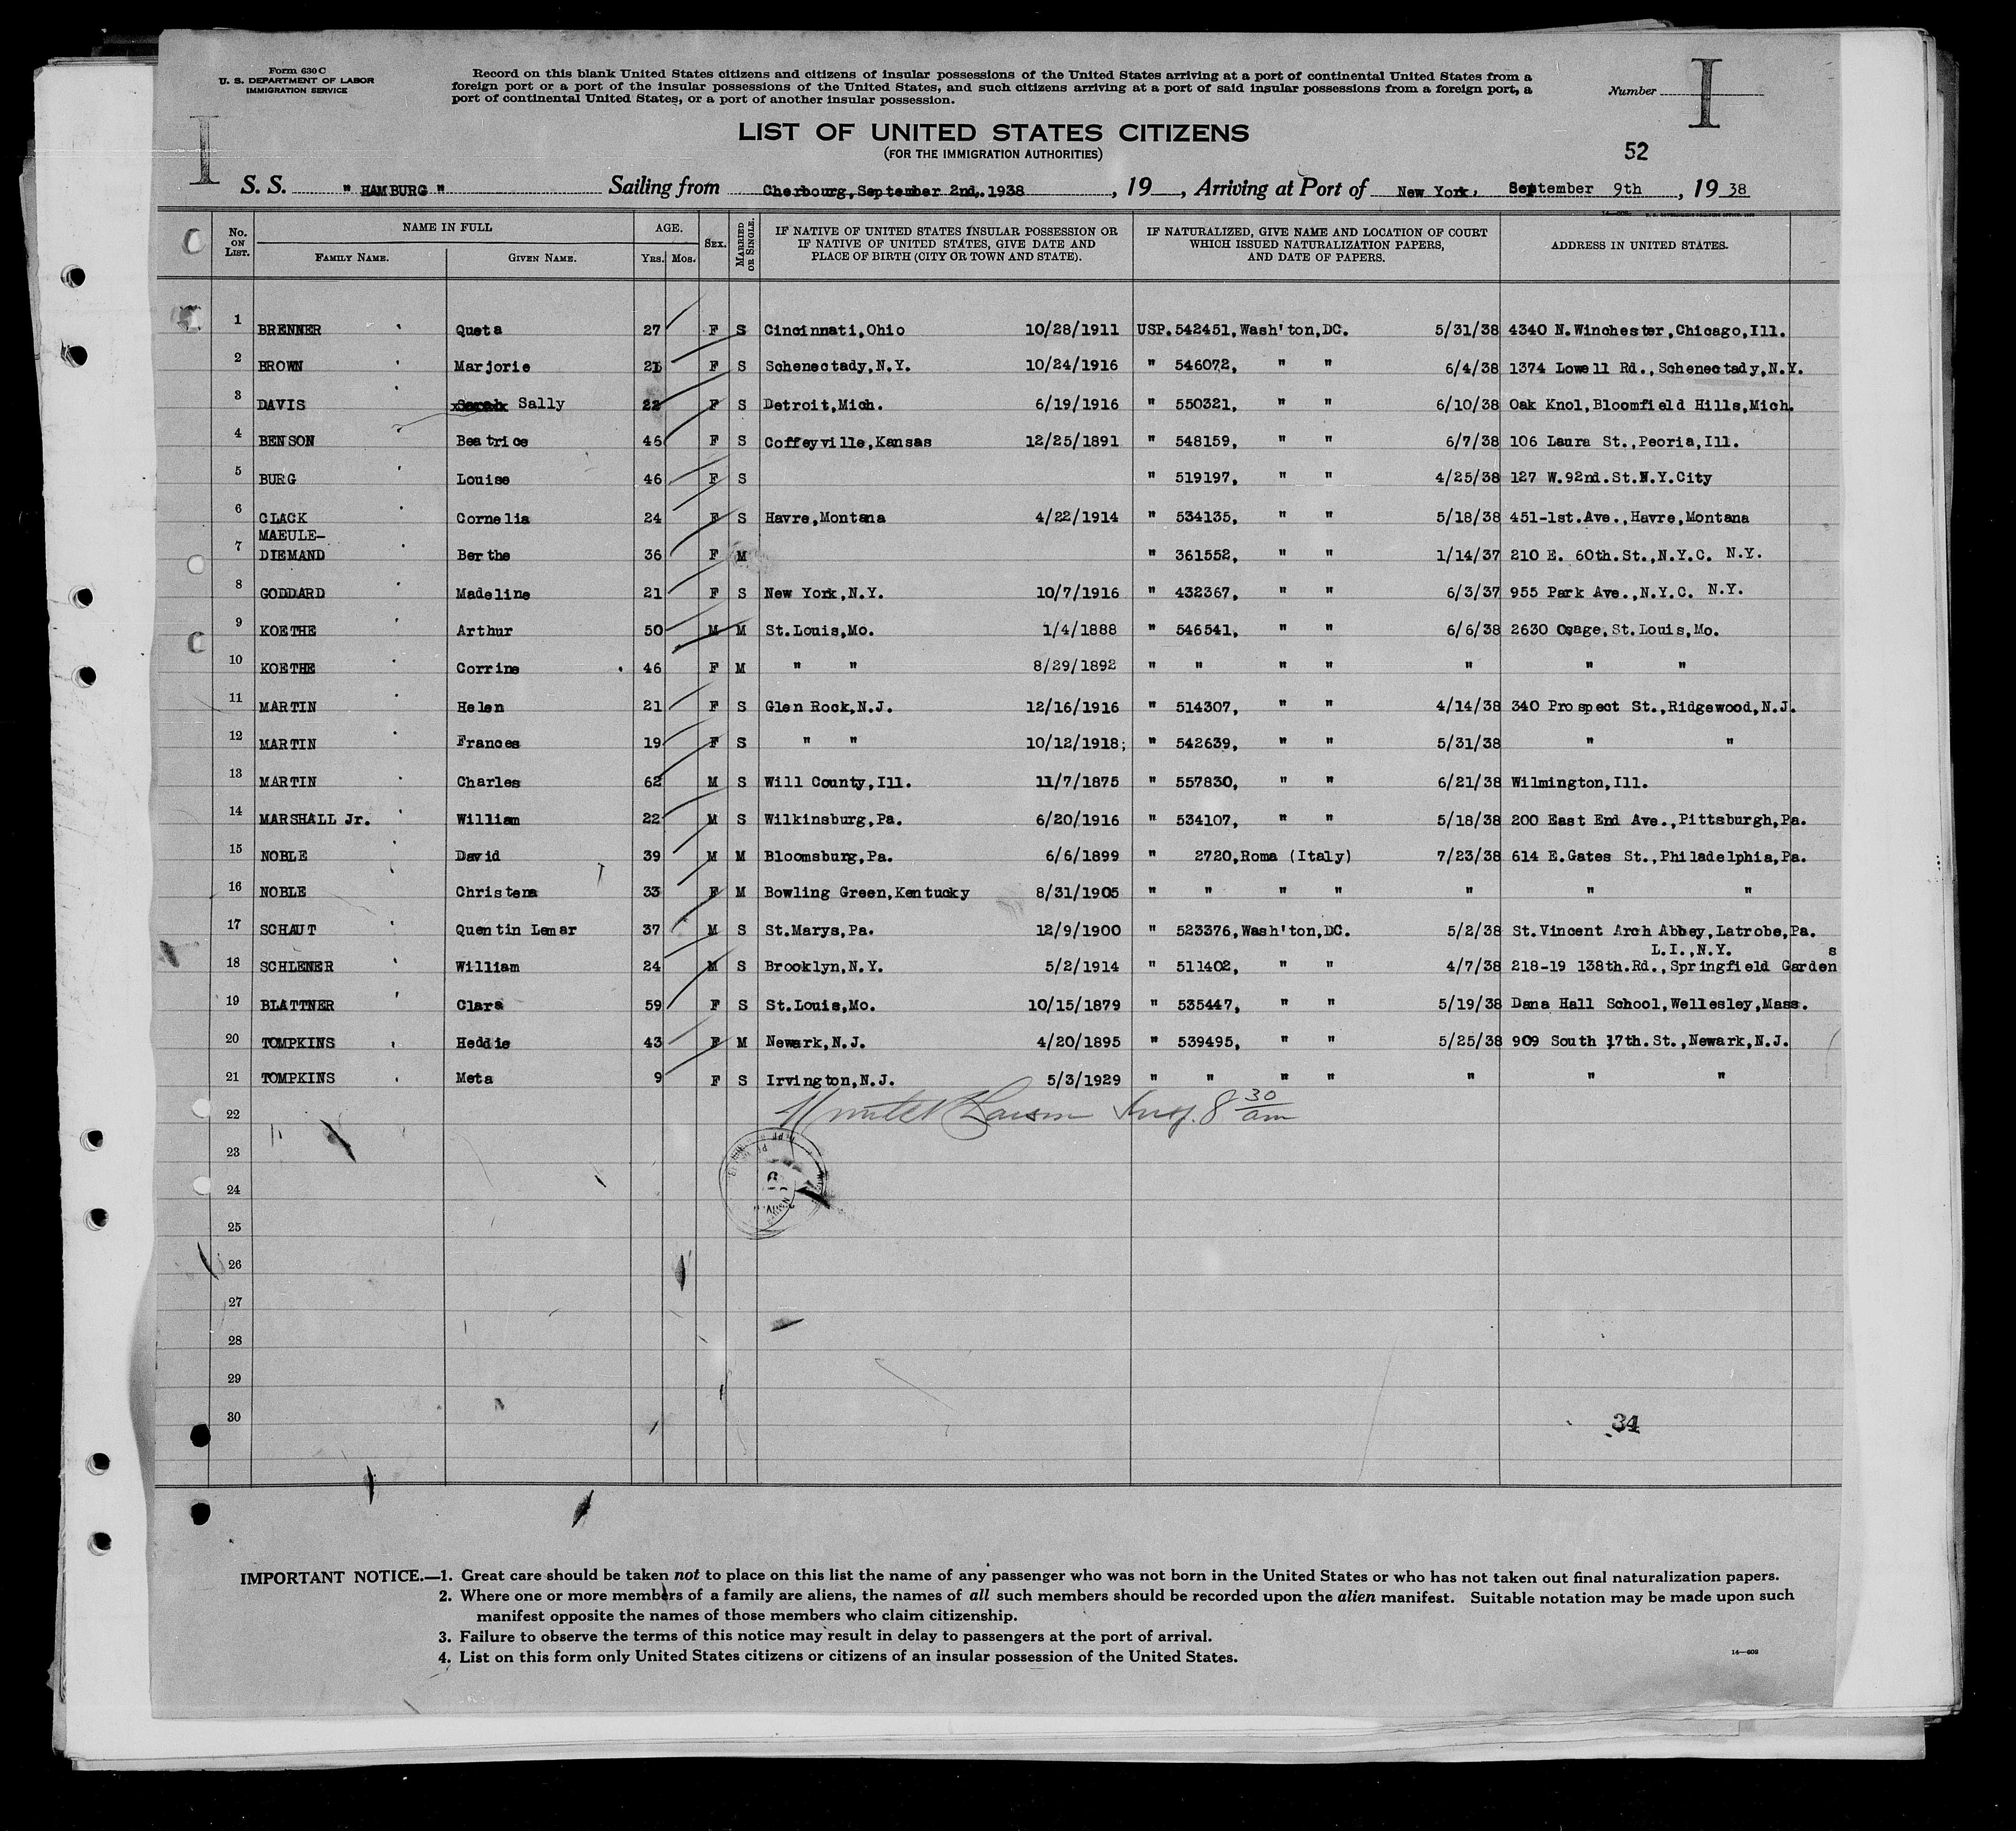 Form 630 C
U. S. DEPARTMENT OF LABOR
IMMIGRATION SERVICE
Record on this blank United States citizens and citizens of insular possessions of the United States arriving at a port of continental United States from a
foreign port or a port of the insular possessions of the United States, and such citizens arriving at a port of said insular possessions from a foreign port, a
port of continental United States, or a port of another insular possession.
Number I
I
LIST OF UNITED STATES CITIZENS
(FOR THE IMMIGRATION AUTHORITIES)
52
S. S. " HAMBURG " Sailing from Cherbourg, September 2nd,. 1938, 19 , Arriving at Port of New York, September 9th, 19 38
No. ON LIST. NAME IN FULL FAMILY NAME. GIVEN NAME. AGE. Yrs. Mos. SEX. MARRIED OR SINGLE. IF NATIVE OF UNITED STATES INSULAR POSSESSION OR IF NATIVE OF UNITED STATES, GIVE DATE AND PLACE OF BIRTH (CITY OR TOWN AND STATE). IF NATURALIZED, GIVE NAME AND LOCATION OF COURT WHICH ISSUED NATURALIZATION PAPERS, AND DATE OF PAPERS. ADDRESS IN UNITED STATES.
1 BRENNER Queta 27 F S Cincinnati,Ohio 10/28/1911 USP. 542451,Wash'ton,DC. 5/31/38 4340 N.Winchester,Chicago,Ill.
2 BROWN Marjorie 21 F S Schenectady,N.Y. 10/24/1916 " 546072, " " 6/4/38 1374 Lowell Rd.,Schenectady,N.Y.
3 DAVIS Sarah Sally 22 F S Detroit,Mich. 6/19/1916 " 550321, " " 6/10/38 Oak Knol,Bloomfield Hills,Mich.
4 BENSON Beatrice 46 F S Coffeyville,Kansas 12/25/1891 " 548159, " " 6/7/38 106 Laura St.,Peoria,Ill.
5 BURG Louise 46 F S " 519197, " " 4/25/38 127 W.92nd.St.N.Y.City
6 CLACK Cornelia 24 F S Havre,Montana 4/22/1914 " 534135, " " 5/18/38 451-1st.Ave.,Havre,Montana
MAEULE-
7 DIEMAND Berthe 36 F M " 361552, " " 1/14/37 210 E. 60th.St.,N.Y.C. N.Y.
8 GODDARD Madeline 21 F S New York,N.Y. 10/7/1916 " 432367, " " 6/3/37 955 Park Ave.,N.Y.C. N.Y.
9 KOETHE Arthur 50 M M St.Louis,Mo. 1/4/1888 " 546541, " " 6/6/38 2630 Osage,St.Louis,Mo.
10 KOETHE Corrine 46 F M " " 8/29/1892 " " " " " " "
11 MARTIN Helen 21 F S Glen Rock,N.J. 12/16/1916 " 514307, " " 4/14/38 340 Prospect St.,Ridgewood,N.J.
12 MARTIN Frances 19 F S " " 10/12/1918; " 542639, " " 5/31/38 " "
13 MARTIN Charles 62 M S Will County,Ill. 11/7/1875 " 557830, " " 6/21/38 Wilmington,Ill.
14 MARSHALL Jr. William 22 M S Wilkinsburg,Pa. 6/20/1916 " 534107, " " 5/18/38 200 East End Ave.,Pittsburgh,Pa.
15 NOBLE David 39 M M Bloomsburg,Pa. 6/6/1899 " 2720,Roma (Italy) 7/23/38 614 E.Gates St.,Philadelphia,Pa.
16 NOBLE Christena 33 F M Bowling Green,Kentucky 8/31/1905 " " " " " " "
17 SCHAUT Quentin Lemar 37 M S St.Marys,Pa. 12/9/1900 " 523376,Wash'ton,DC. 5/2/38 St.Vincent Arch Abbey,Latrobe,Pa.
L.I.,N.Y. s
18 SCHLENER William 24 M S Brooklyn,N.Y. 5/2/1914 " 511402, " " 4/7/38 218-19 138th.Rd.,Springfield Garden
19 BLATTNER Clara 59 F S St.Louis,Mo. 10/15/1879 " 535447, " " 5/19/38 Dana Hall School,Wellesley,Mass.
20 TOMPKINS Heddie 43 F M Newark,N.J. 4/20/1895 " 539495, " " 5/25/38 909 South 17th.St.,Newark,N.J.
21 TOMPKINS Meta 9 F S Irvington,N.J. 5/3/1929 " " " " " " "
22 8 30 am
23
24
25
26
27
28
29
30
34
IMPORTANT NOTICE.—1. Great care should be taken not to place on this list the name of any passenger who was not born in the United States or who has not taken out final naturalization papers.
2. Where one or more members of a family are aliens, the names of all such members should be recorded upon the alien manifest. Suitable notation may be made upon such
manifest opposite the names of those members who claim citizenship.
3. Failure to observe the terms of this notice may result in delay to passengers at the port of arrival.
4. List on this form only United States citizens or citizens of an insular possession of the United States.
14—608